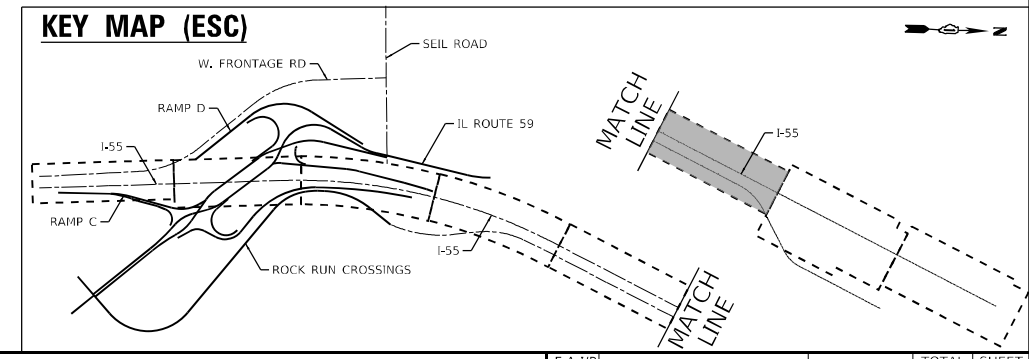 KEY MAP (ESC)
SEIL ROAD
W. FRONTAGE RD
RAMP D
IL ROUTE 59
I-55
RAMP C
I-55
ROCK RUN CROSSINGS
MATCH
LINE
MATCH
LINE
I-55
N
TOTAL SHEET